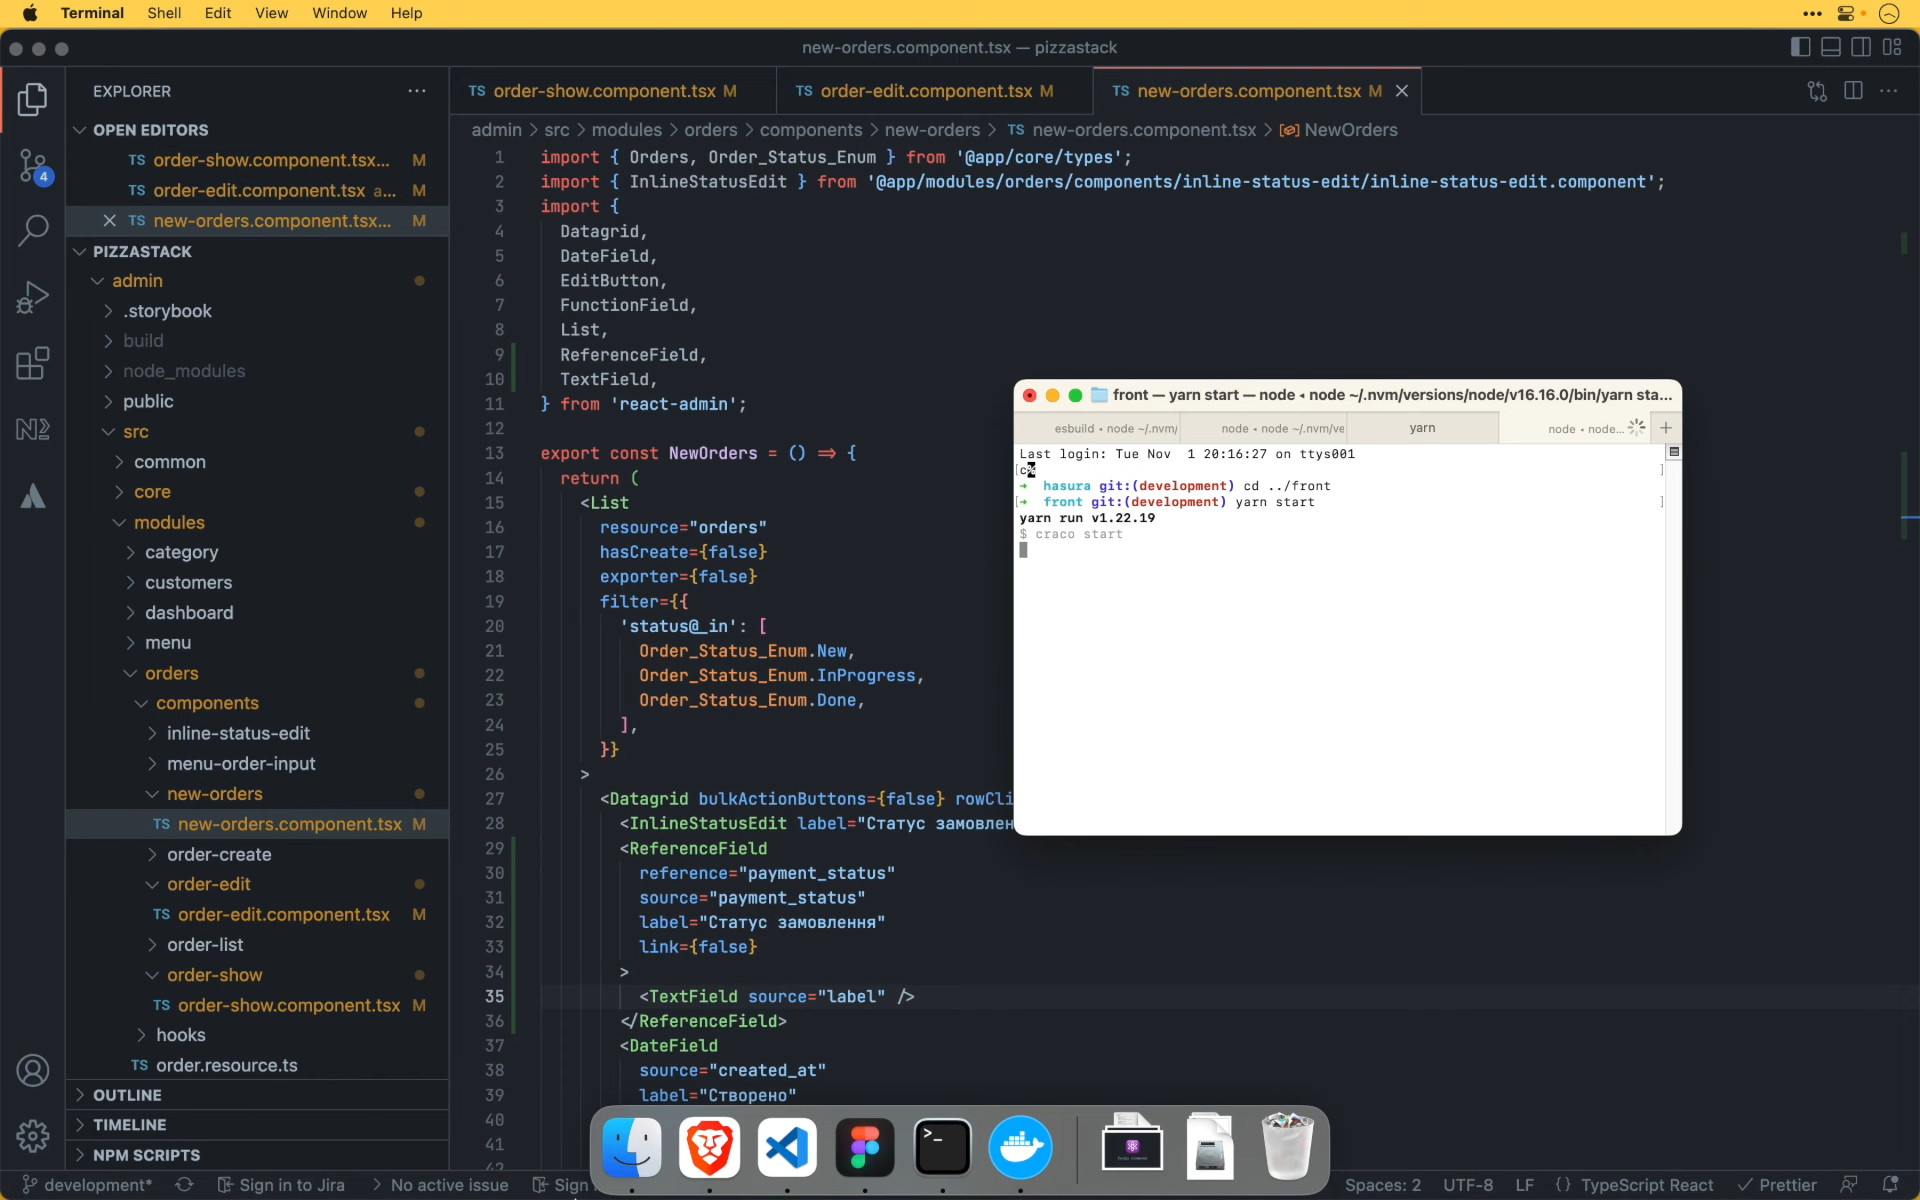 Terminal Shell Edit View Window Help
new-orders.component.tsx — pizzastack
EXPLORER
OPEN EDITORS
TS order-show.component.tsx... M
TS order-edit.component.tsx a... M
TS new-orders.component.tsx... M
PIZZASTACK
admin
.storybook
build
node_modules
public
src
common
core
modules
category
customers
dashboard
menu
orders
components
inline-status-edit
menu-order-input
new-orders
TS new-orders.component.tsx M
order-create
order-edit
TS order-edit.component.tsx M
order-list
order-show
TS order-show.component.tsx M
hooks
TS order.resource.ts
OUTLINE
TIMELINE
NPM SCRIPTS
4
TS order-show.component.tsx M
TS order-edit.component.tsx M
TS new-orders.component.tsx M
admin > src > modules > orders > components > new-orders > TS new-orders.component.tsx > NewOrders
1 import { Orders, Order_Status_Enum } from '@app/core/types';
2 import { InlineStatusEdit } from '@app/modules/orders/components/inline-status-edit/inline-status-edit.component';
3 import {
4 Datagrid,
5 DateField,
6 EditButton,
7 FunctionField,
8 List,
9 ReferenceField,
10 TextField,
11 } from 'react-admin';
12
13 export const NewOrders = () => {
14 return (
15 <List
16 resource="orders"
17 hasCreate={false}
18 exporter={false}
19 filter={{
20 'status@_in': [
21 Order_Status_Enum.New,
22 Order_Status_Enum.InProgress,
23 Order_Status_Enum.Done,
24 ],
25 }}
26 >
27 <Datagrid bulkActionButtons={false} rowCli
28 <InlineStatusEdit label="Статус замовлен
29 <ReferenceField
30 reference="payment_status"
31 source="payment_status"
32 label="Статус замовлення"
33 link={false}
34 >
35 <TextField source="label" />
36 </ReferenceField>
37 <DateField
38 source="created_at"
39 label="Створено"
40
41
42
front — yarn start — node ◂ node ~/.nvm/versions/node/v16.16.0/bin/yarn sta...
esbuild ◂ node ~/.nvm/
node ◂ node ~/.nvm/ve
yarn
node ◂ node...
Last login: Tue Nov  1 20:16:27 on ttys001
[c% ]
➜ hasura git:(development) cd ../front
[➜ front git:(development) yarn start ]
yarn run v1.22.19
$ craco start
development* Sign in to Jira No active issue Sign Spaces: 2 UTF-8 LF {} TypeScript React Prettier